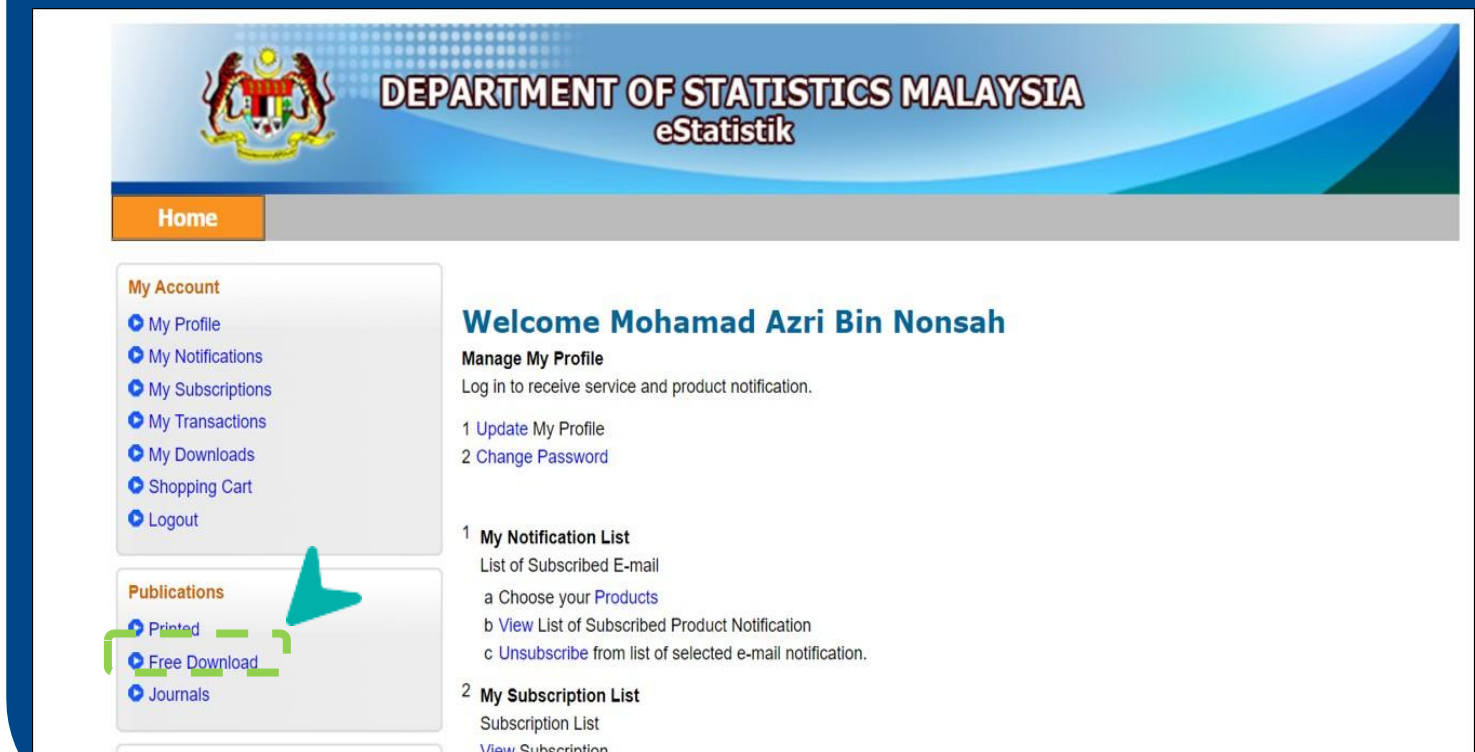 DEPARTMENT OF STATISTICS MALAYSIA
eStatistik
Home
My Account
My Profile
My Notifications
My Subscriptions
My Transactions
My Downloads
Shopping Cart
Logout
Publications
Printed
Free Download
Journals
Welcome Mohamad Azri Bin Nonsah
Manage My Profile
Log in to receive service and product notification.
1 Update My Profile
2 Change Password
1 My Notification List
List of Subscribed E-mail
a Choose your Products
b View List of Subscribed Product Notification
c Unsubscribe from list of selected e-mail notification.
2 My Subscription List
Subscription List
View Subscription